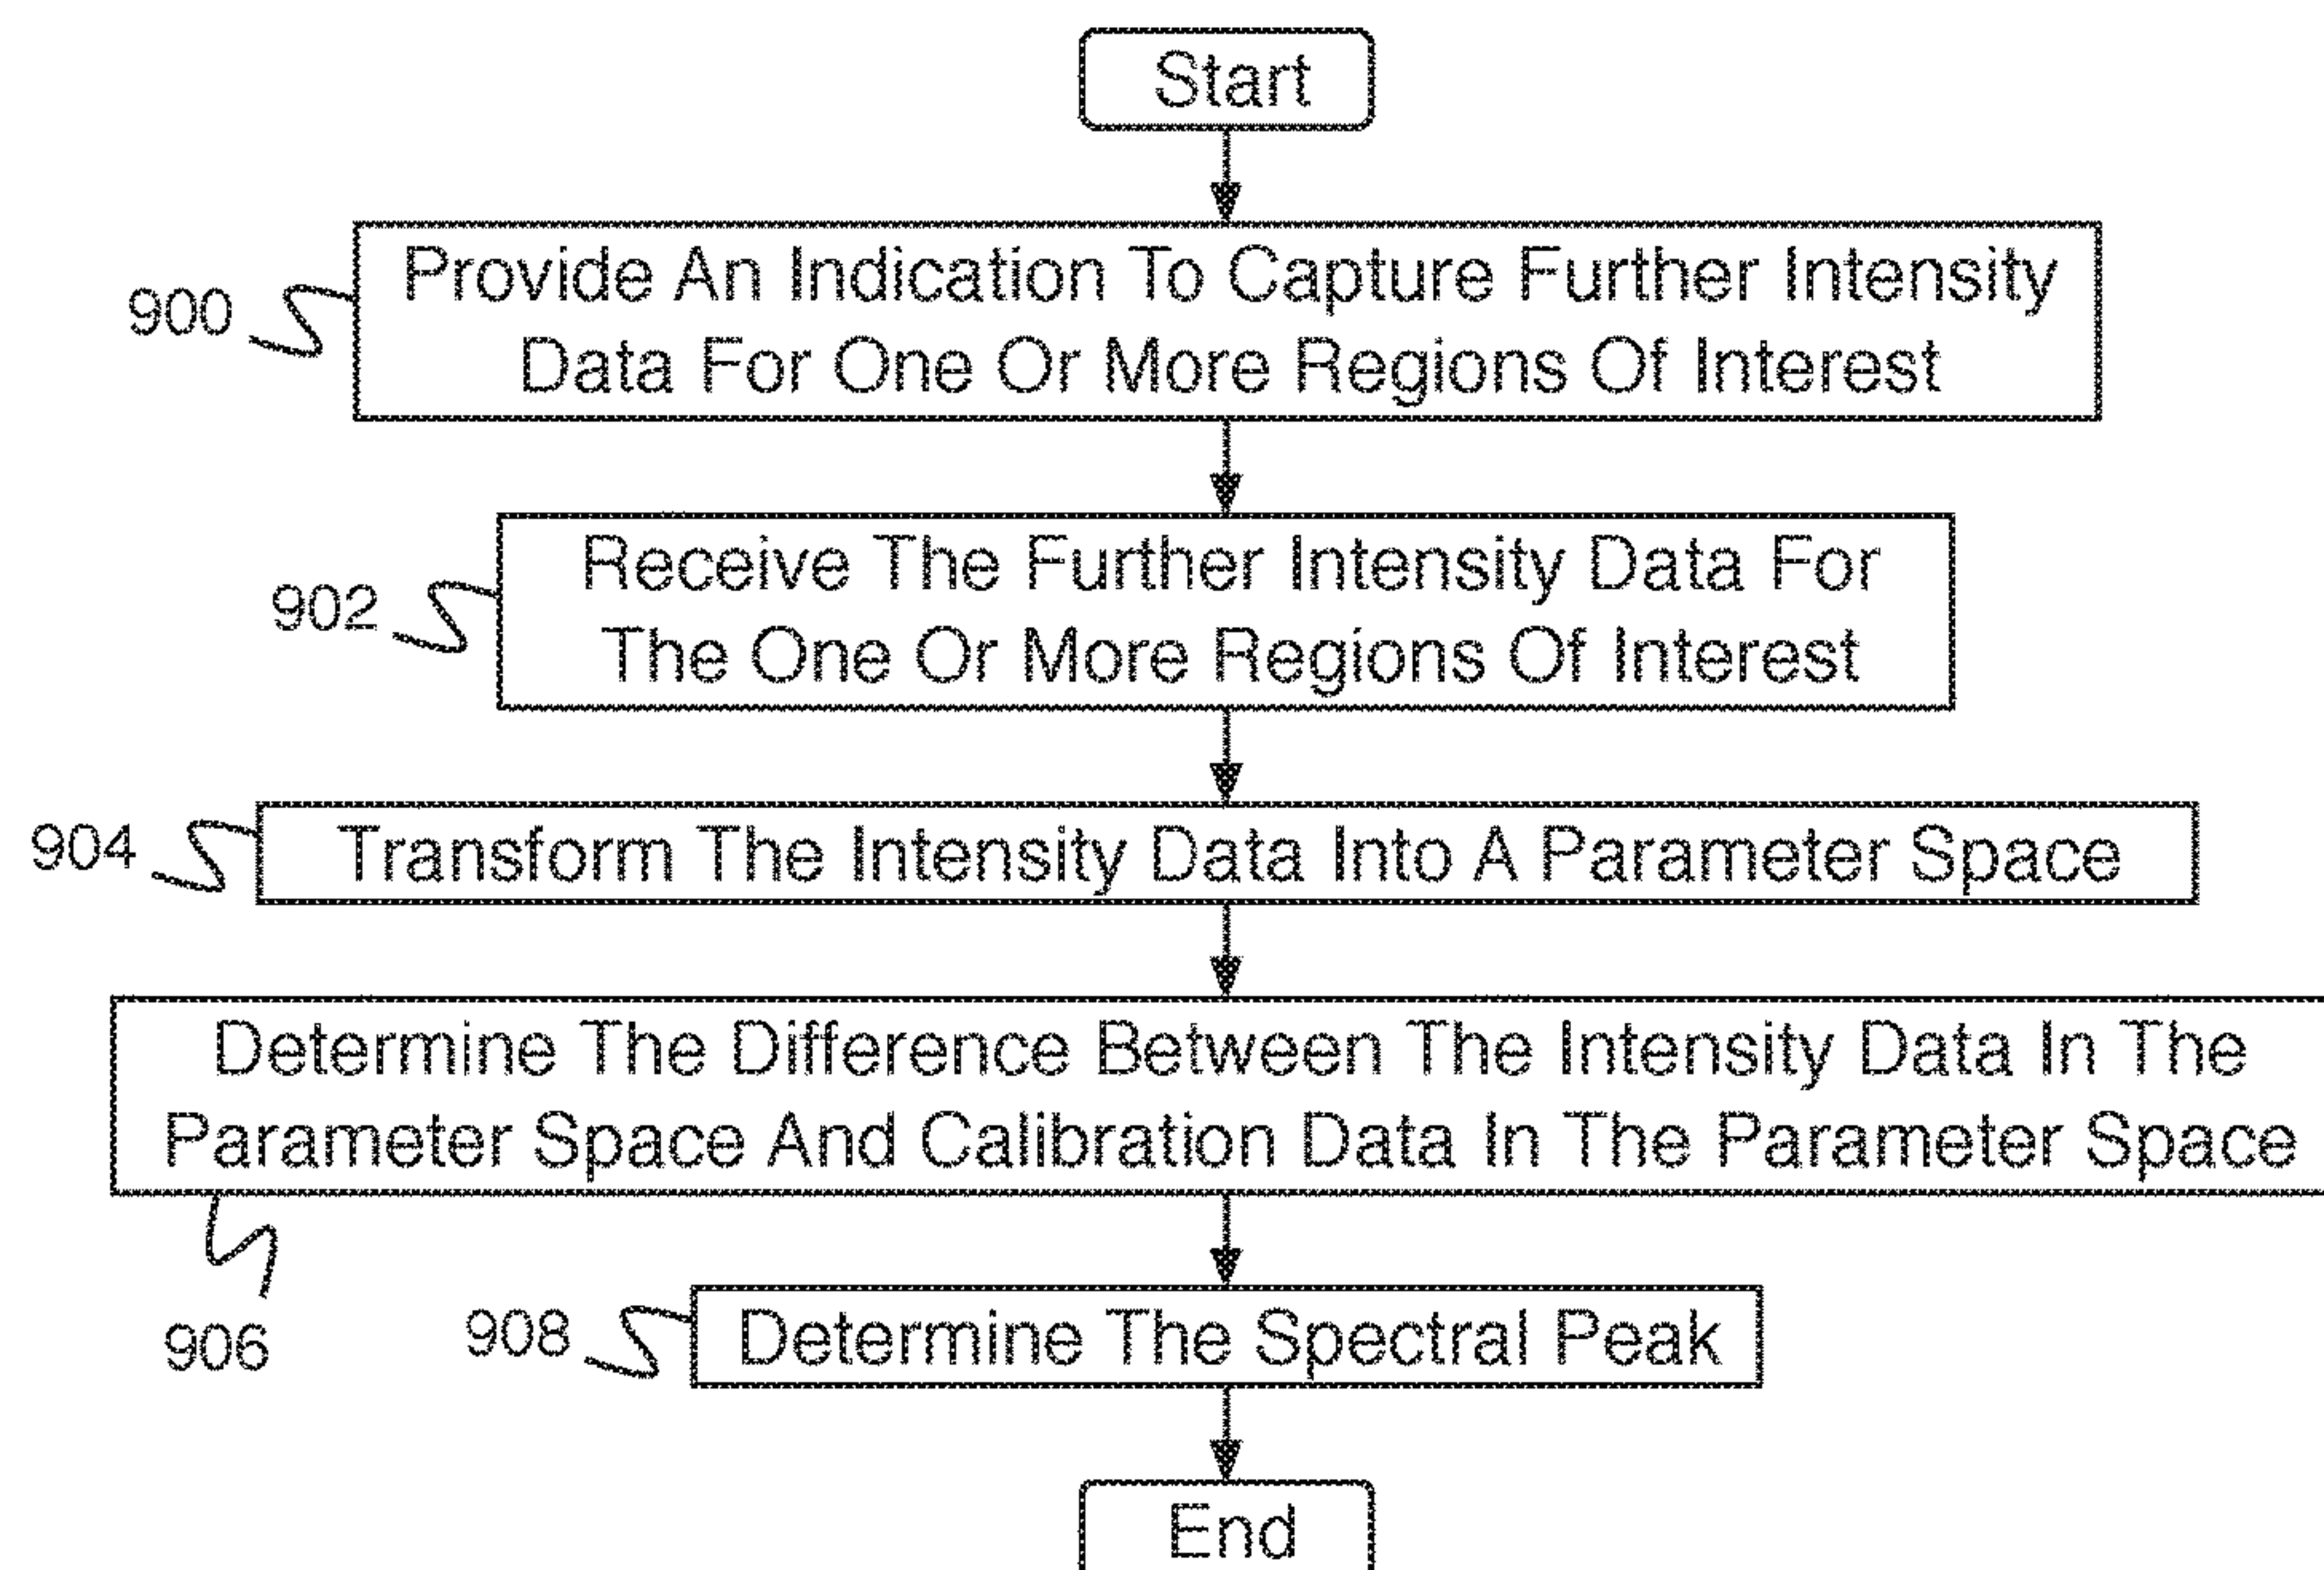 Start
900
Provide An Indication To Capture Further Intensity
Data For One Or More Regions Of Interest
902
Receive The Further Intensity Data For
The One Or More Regions Of Interest
904
Transform The Intensity Data Into A Parameter Space
Determine The Difference Between The Intensity Data In The
Parameter Space And Calibration Data In The Parameter Space
906
908
Determine The Spectral Peak
End